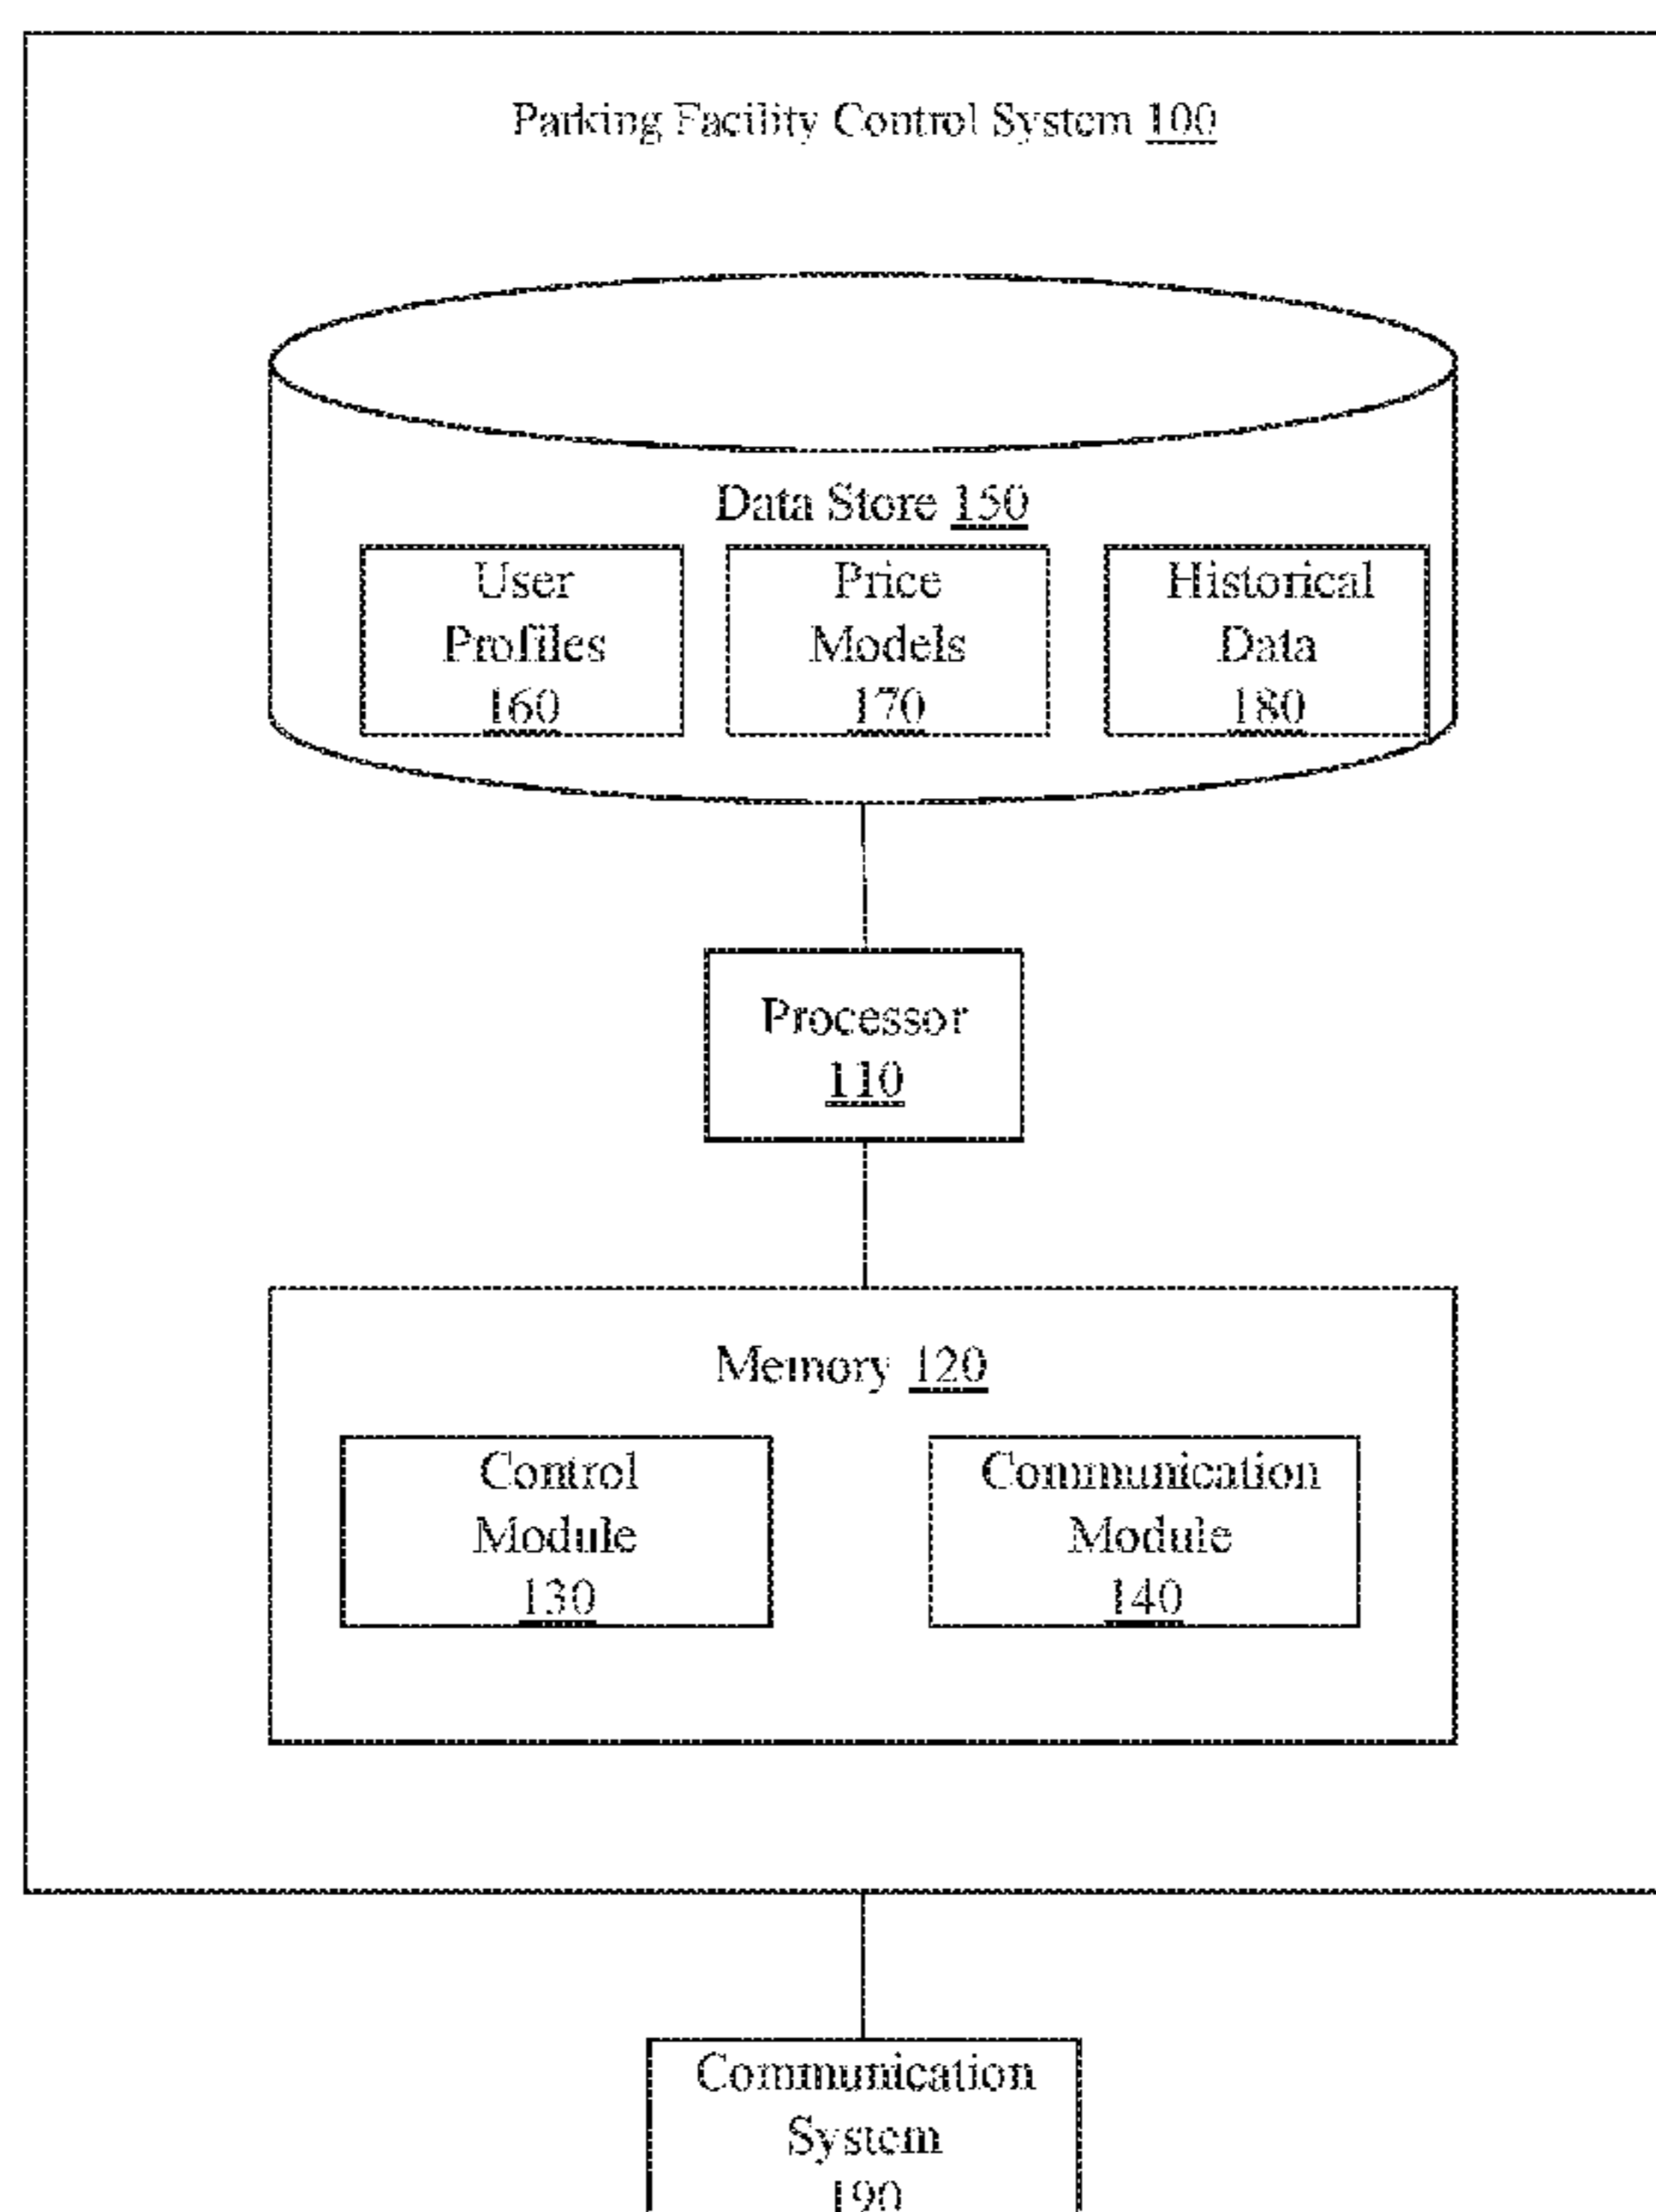 Parking Facility Control System 100
Data Store 150
User
Profiles
160
Price
Models
170
Historical
Data
180
Processor
110
Memory 120
Control
Module
130
Communication
Module
140
Communication
System
190